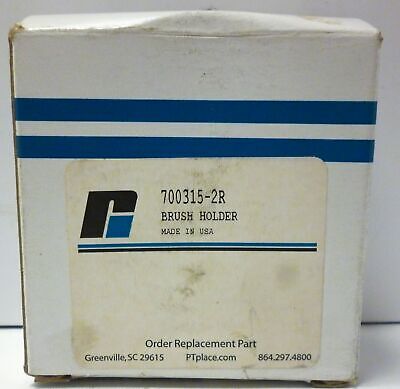 700315-2R
BRUSH HOLDER
MADE IN USA
Order Replacement Part
Greenville, SC 29615 PTplace.com 864.297.4800